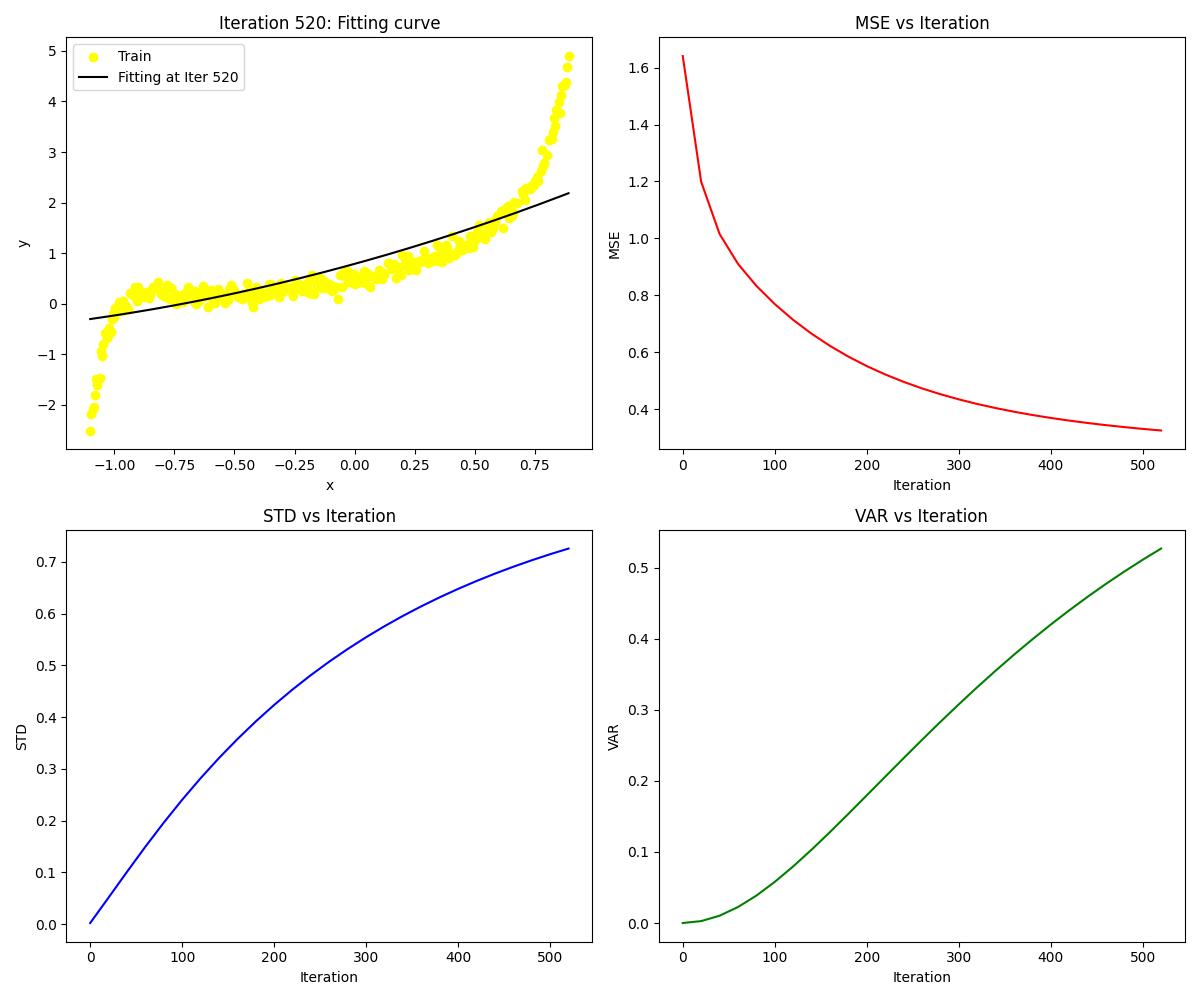 Iteration 520: Fitting curve
Train
Fitting at Iter 520
5
4
3
2
1
0
−1
−2
y
−1.00 −0.75 −0.50 −0.25 0.00 0.25 0.50 0.75
x
MSE vs Iteration
1.6
1.4
1.2
1.0
0.8
0.6
0.4
MSE
0 100 200 300 400 500
Iteration
STD vs Iteration
0.7
0.6
0.5
0.4
0.3
0.2
0.1
0.0
STD
0 100 200 300 400 500
Iteration
VAR vs Iteration
0.5
0.4
0.3
0.2
0.1
0.0
VAR
0 100 200 300 400 500
Iteration